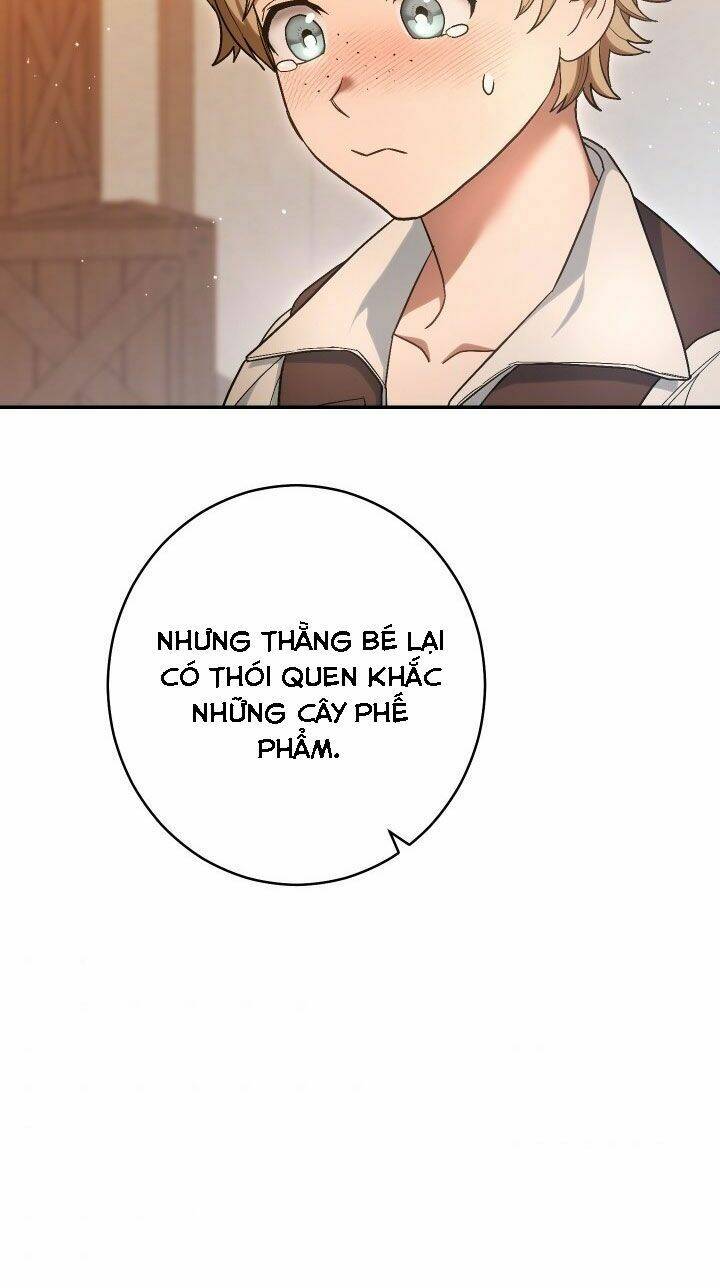 NHƯNG THẰNG BÉ LẠI
CÓ THÓI QUEN KHẮC
NHỮNG CÂY PHẾ
PHẨM.